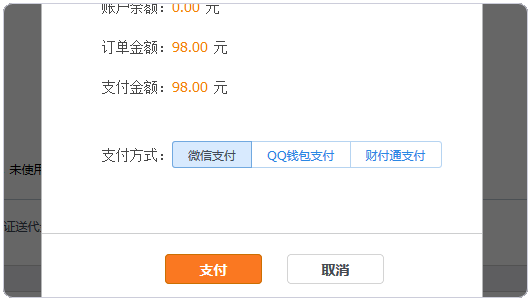 账户余额：0.00 元
订单金额：98.00 元
支付金额：98.00 元
未使用
支付方式： 微信支付 QQ钱包支付 财付通支付
证送代
支付 取消